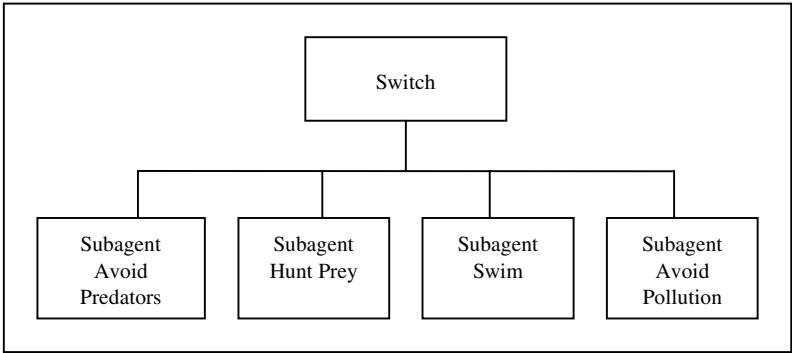 Switch
Subagent
Avoid
Predators
Subagent
Hunt Prey
Subagent
Swim
Subagent
Avoid
Pollution